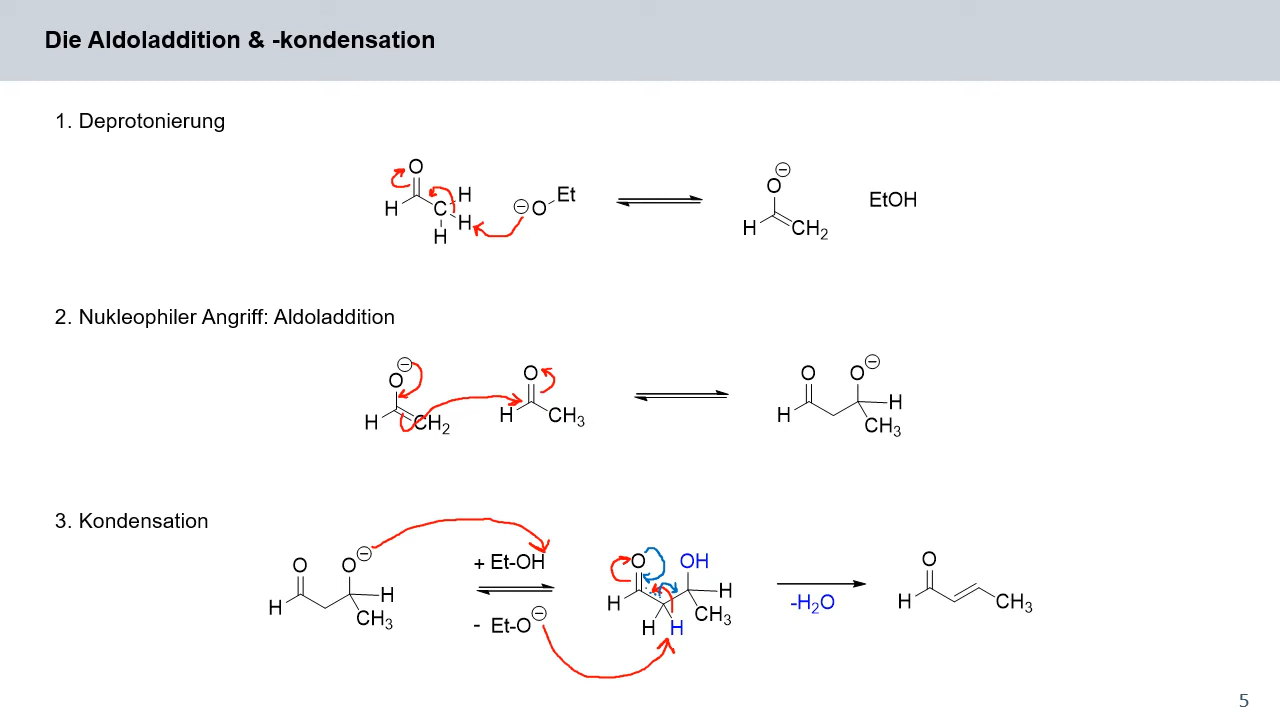 Die Aldoladdition & -kondensation
1. Deprotonierung
O
H
C
H
H
H
⊖
O
Et
⊖
O
H
CH₂
EtOH
2. Nukleophiler Angriff: Aldoladdition
⊖
O
H
CH₂
O
H
CH₃
O
H
O
⊖
H
CH₃
3. Kondensation
O
H
O
⊖
H
CH₃
+ Et-OH
- Et-O⊖
O
OH
H
H
CH₃
H
H
-H₂O
O
H
CH₃
5